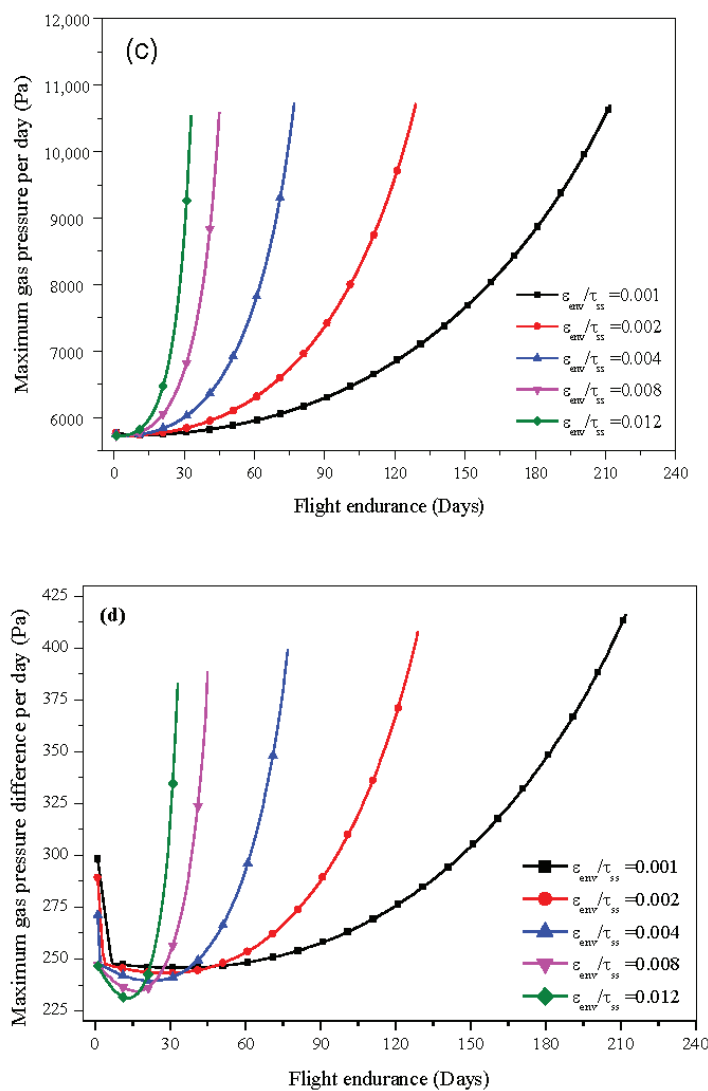 12,000
(c)
11,000
10,000
9000
8000
7000
6000
Maximum gas pressure per day (Pa)
ε_env/τ_ss =0.001
ε_env/τ_ss =0.002
ε_env/τ_ss =0.004
ε_env/τ_ss =0.008
ε_env/τ_ss =0.012
0 30 60 90 120 150 180 210 240
Flight endurance (Days)
425
(d)
400
375
350
325
300
275
250
225
Maximum gas pressure difference per day (Pa)
ε_env/τ_ss =0.001
ε_env/τ_ss =0.002
ε_env/τ_ss =0.004
ε_env/τ_ss =0.008
ε_env/τ_ss =0.012
0 30 60 90 120 150 180 210 240
Flight endurance (Days)